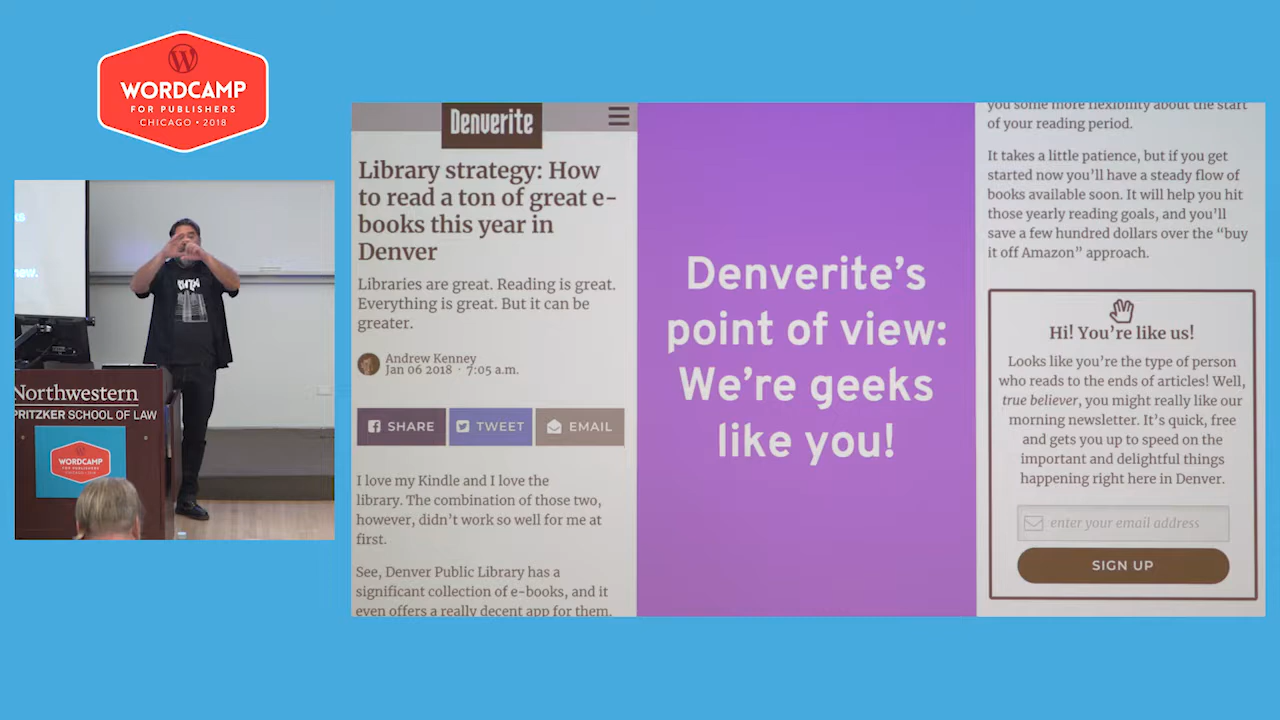 WORDCAMP
FOR PUBLISHERS
CHICAGO • 2018
Northwestern
PRITZKER SCHOOL OF LAW
WORDCAMP
FOR PUBLISHERS
Denverite
Library strategy: How
to read a ton of great e-
books this year in
Denver
Libraries are great. Reading is great.
Everything is great. But it can be
greater.
Andrew Kenney
Jan 06 2018 · 7:05 a.m.
SHARE
TWEET
EMAIL
I love my Kindle and I love the
library. The combination of those two,
however, didn’t work so well for me at
first.
See, Denver Public Library has a
significant collection of e-books, and it
even offers a really decent app for them.
Denverite’s
point of view:
We’re geeks
like you!
you some more flexibility about the start
of your reading period.
It takes a little patience, but if you get
started now you’ll have a steady flow of
books available soon. It will help you hit
those yearly reading goals, and you’ll
save a few hundred dollars over the “buy
it off Amazon” approach.
Hi! You’re like us!
Looks like you’re the type of person
who reads to the ends of articles! Well,
true believer, you might really like our
morning newsletter. It’s quick, free
and gets you up to speed on the
important and delightful things
happening right here in Denver.
enter your email address
SIGN UP